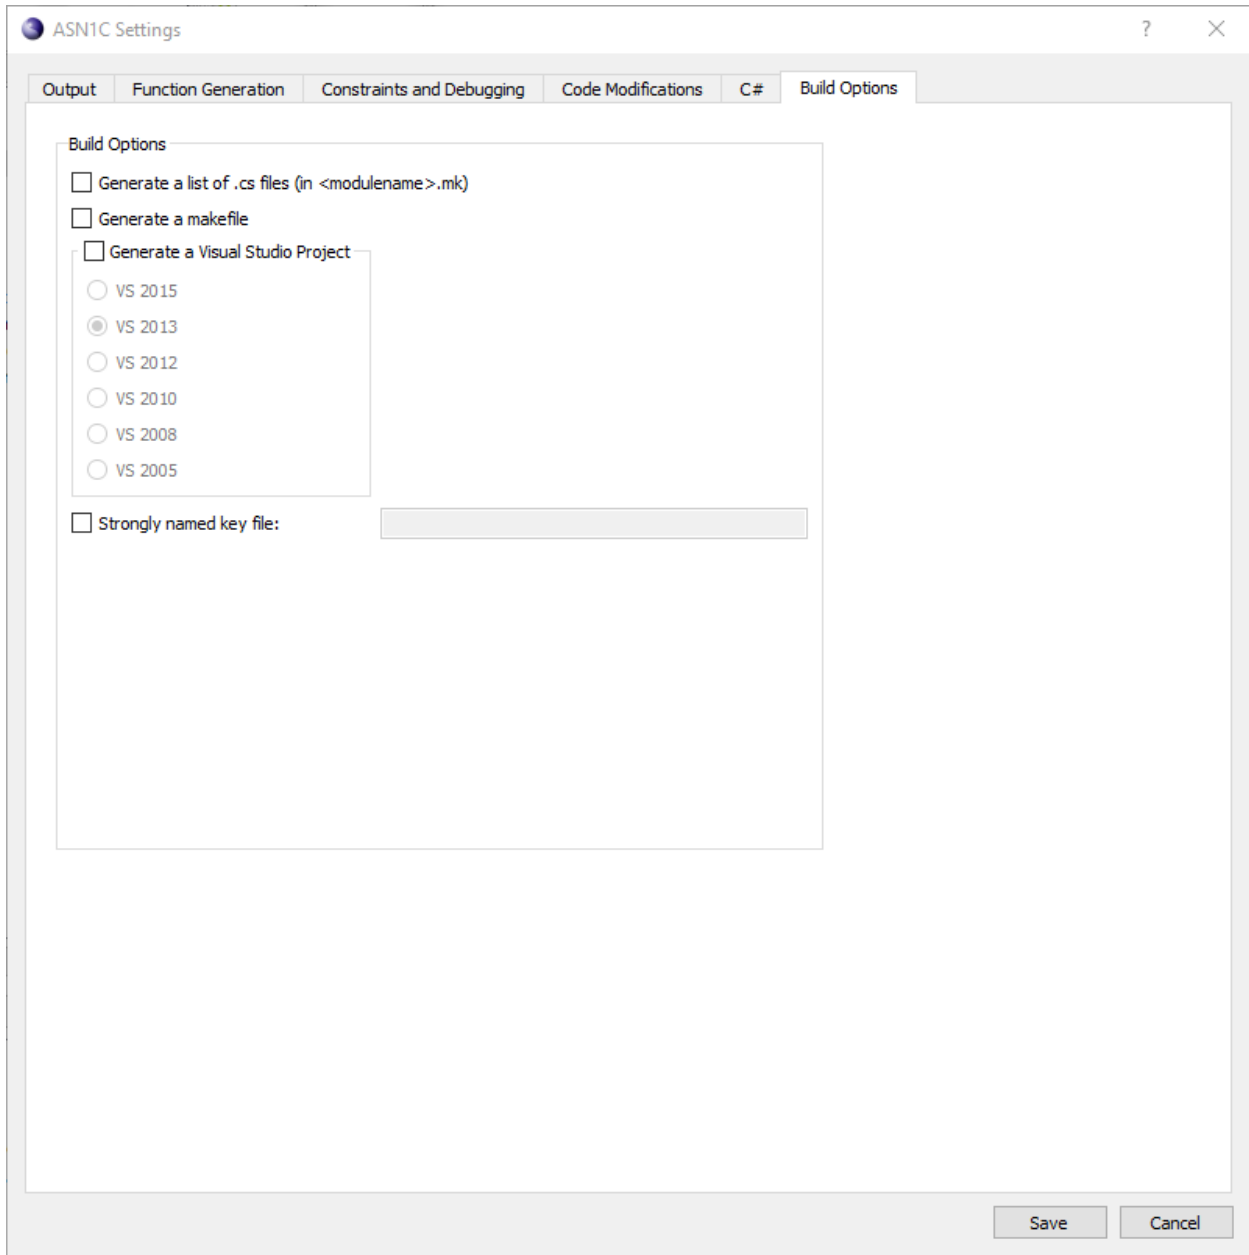 ASN1C Settings
Output Function Generation Constraints and Debugging Code Modifications C# Build Options
Build Options
Generate a list of .cs files (in <modulename>.mk)
Generate a makefile
Generate a Visual Studio Project
VS 2015
VS 2013
VS 2012
VS 2010
VS 2008
VS 2005
Strongly named key file:
Save Cancel